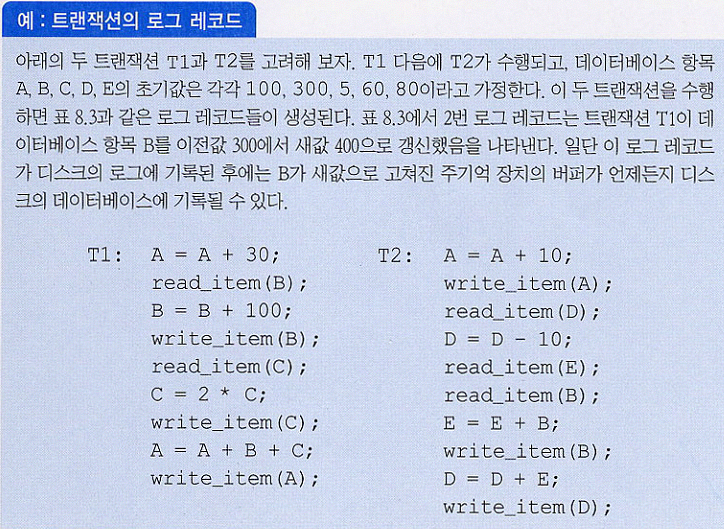 예 : 트랜잭션의 로그 레코드
아래의 두 트랜잭션 T1과 T2를 고려해 보자. T1 다음에 T2가 수행되고, 데이터베이스 항목
A, B, C, D, E의 초기값은 각각 100, 300, 5, 60, 80이라고 가정한다. 이 두 트랜잭션을 수행
하면 표 8.3과 같은 로그 레코드들이 생성된다. 표 8.3에서 2번 로그 레코드는 트랜잭션 T1이 데
이터베이스 항목 B를 이전값 300에서 새값 400으로 갱신했음을 나타낸다. 일단 이 로그 레코드
가 디스크의 로그에 기록된 후에는 B가 새값으로 고쳐진 주기억 장치의 버퍼가 언제든지 디스
크의 데이터베이스에 기록될 수 있다.
T1: A = A + 30;
read_item(B);
B = B + 100;
write_item(B);
read_item(C);
C = 2 * C;
write_item(C);
A = A + B + C;
write_item(A);
T2: A = A + 10;
write_item(A);
read_item(D);
D = D - 10;
read_item(E);
read_item(B);
E = E + B;
write_item(B);
D = D + E;
write_item(D);